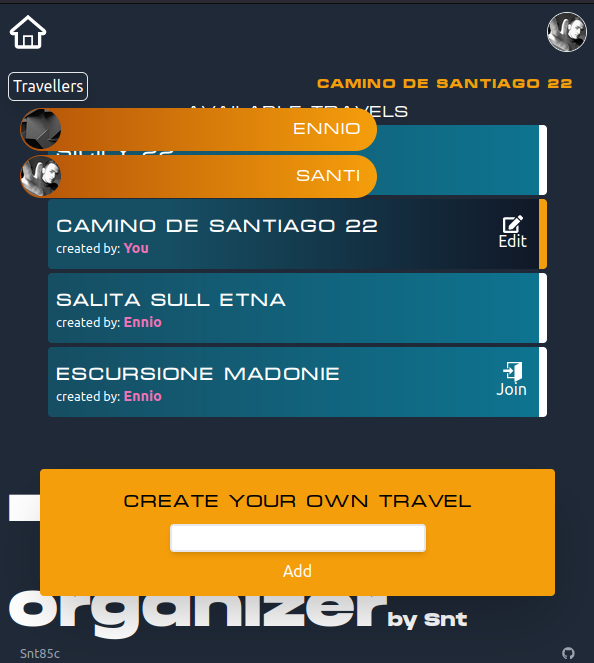 Travellers
CAMINO DE SANTIAGO 22
AVAILABLE TRAVELS
ENNIO
SICILY 22
SANTI
CAMINO DE SANTIAGO 22
created by: You
Edit
SALITA SULL ETNA
created by: Ennio
ESCURSIONE MADONIE
created by: Ennio
Join
CREATE YOUR OWN TRAVEL
Add
organizer by Snt
Snt85c